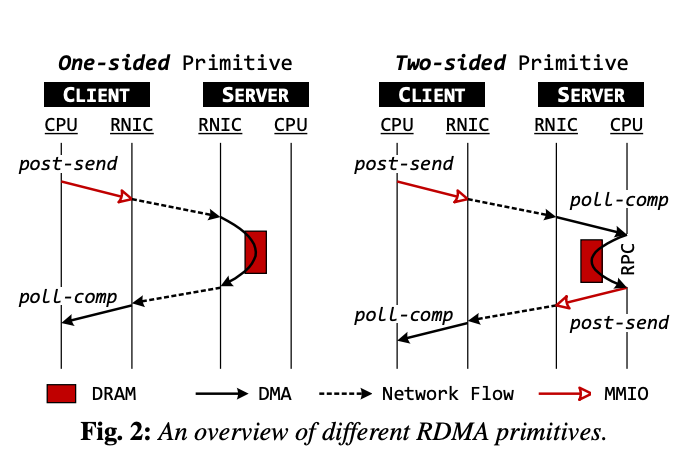 One-sided Primitive
Two-sided Primitive
CLIENT
SERVER
CLIENT
SERVER
CPU
RNIC
RNIC
CPU
CPU
RNIC
RNIC
CPU
post-send
poll-comp
post-send
poll-comp
RPC
poll-comp
post-send
DRAM
DMA
Network Flow
MMIO
Fig. 2: An overview of different RDMA primitives.